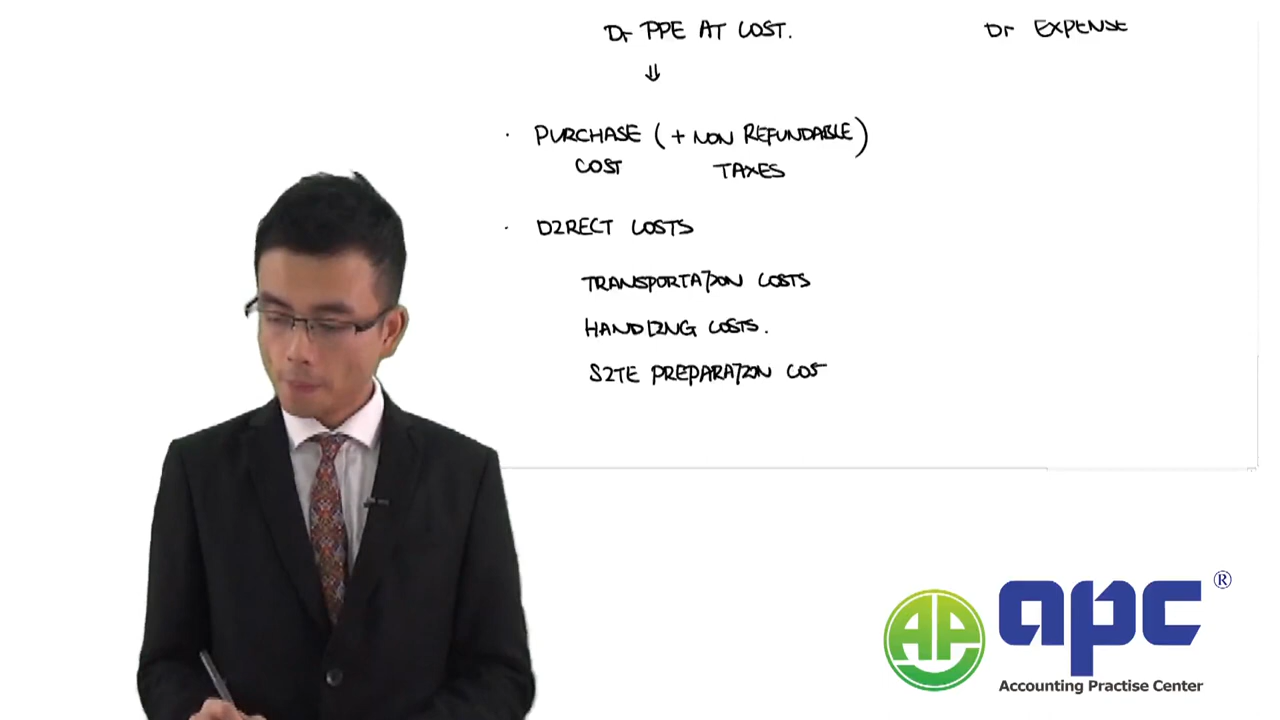 Dr PPE AT COST.
Dr EXPENSE
⇓
· PURCHASE (+ NON REFUNDABLE)
COST TAXES
· DIRECT COSTS
TRANSPORTATION COSTS
HANDLING COSTS.
SITE PREPARATION COST
AP
apc ®
Accounting Practise Center